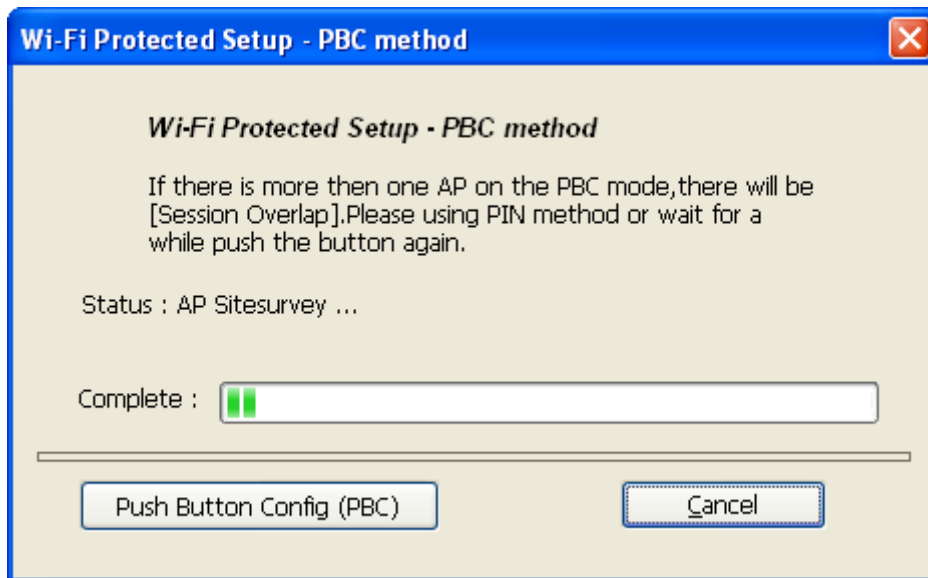 Wi-Fi Protected Setup - PBC method
Wi-Fi Protected Setup - PBC method
If there is more then one AP on the PBC mode,there will be
[Session Overlap].Please using PIN method or wait for a
while push the button again.
Status : AP Sitesurvey ...
Complete :
Push Button Config (PBC)
Cancel